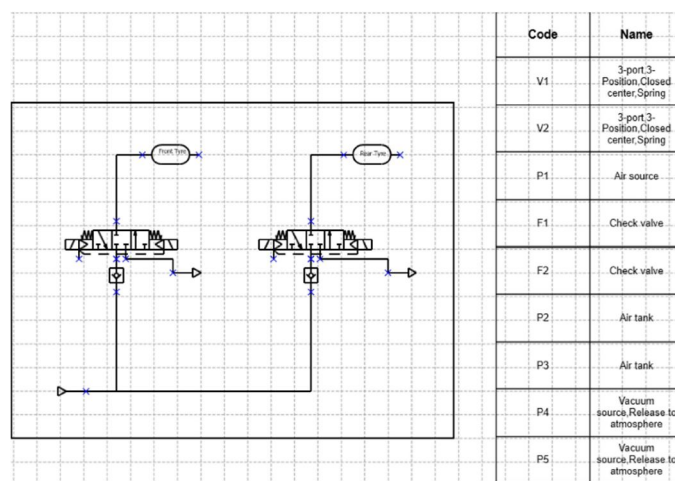 Code Name
V1 3-port,3-
Position,Closed
center,Spring
V2 3-port,3-
Position,Closed
center,Spring
P1 Air source
F1 Check valve
F2 Check valve
P2 Air tank
P3 Air tank
P4 Vacuum
source,Release to
atmosphere
P5 Vacuum
source,Release to
atmosphere
Front Tyre
Rear Tyre